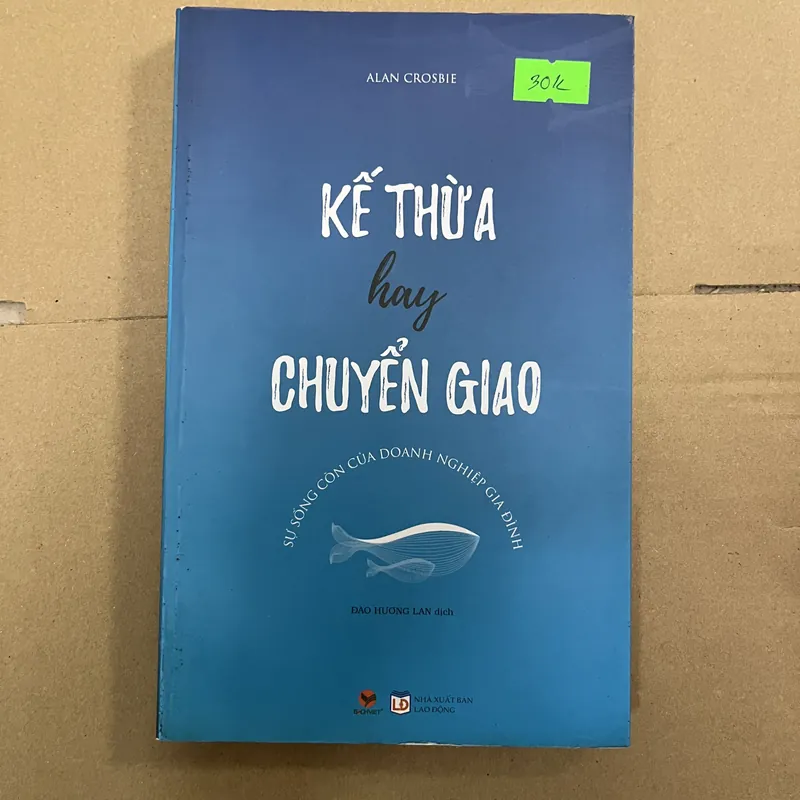 ALAN CROSBIE
30K
KẾ THỪA
hay
CHUYỂN GIAO
SỰ SỐNG CÒN CỦA DOANH NGHIỆP GIA ĐÌNH
ĐÀO HƯƠNG LAN dịch
NHÀ XUẤT BẢN
LAO ĐỘNG